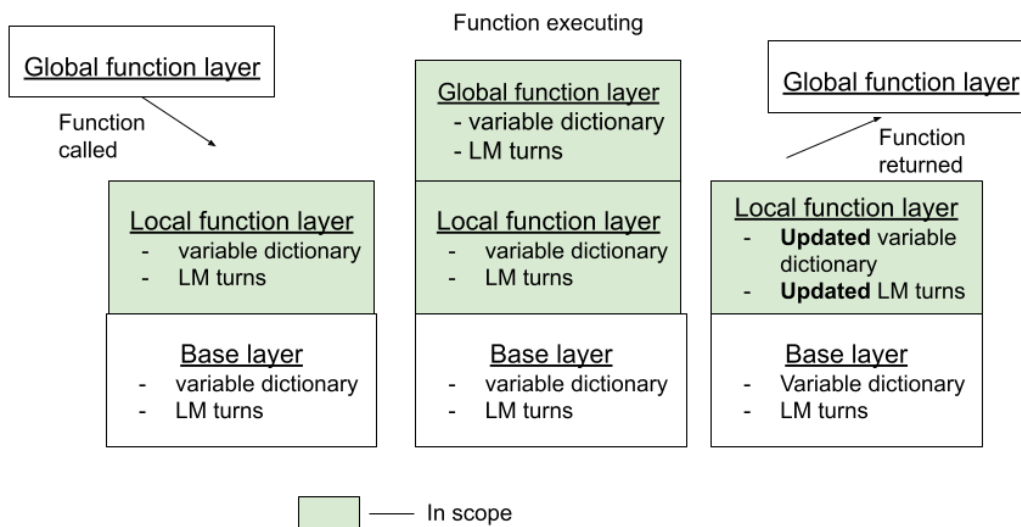 Function executing
Global function layer
Function
called
Local function layer
- variable dictionary
- LM turns
Base layer
- variable dictionary
- LM turns
Global function layer
- variable dictionary
- LM turns
Local function layer
- variable dictionary
- LM turns
Base layer
- variable dictionary
- LM turns
Global function layer
Function
returned
Local function layer
- Updated variable
dictionary
- Updated LM turns
Base layer
- Variable dictionary
- LM turns
In scope